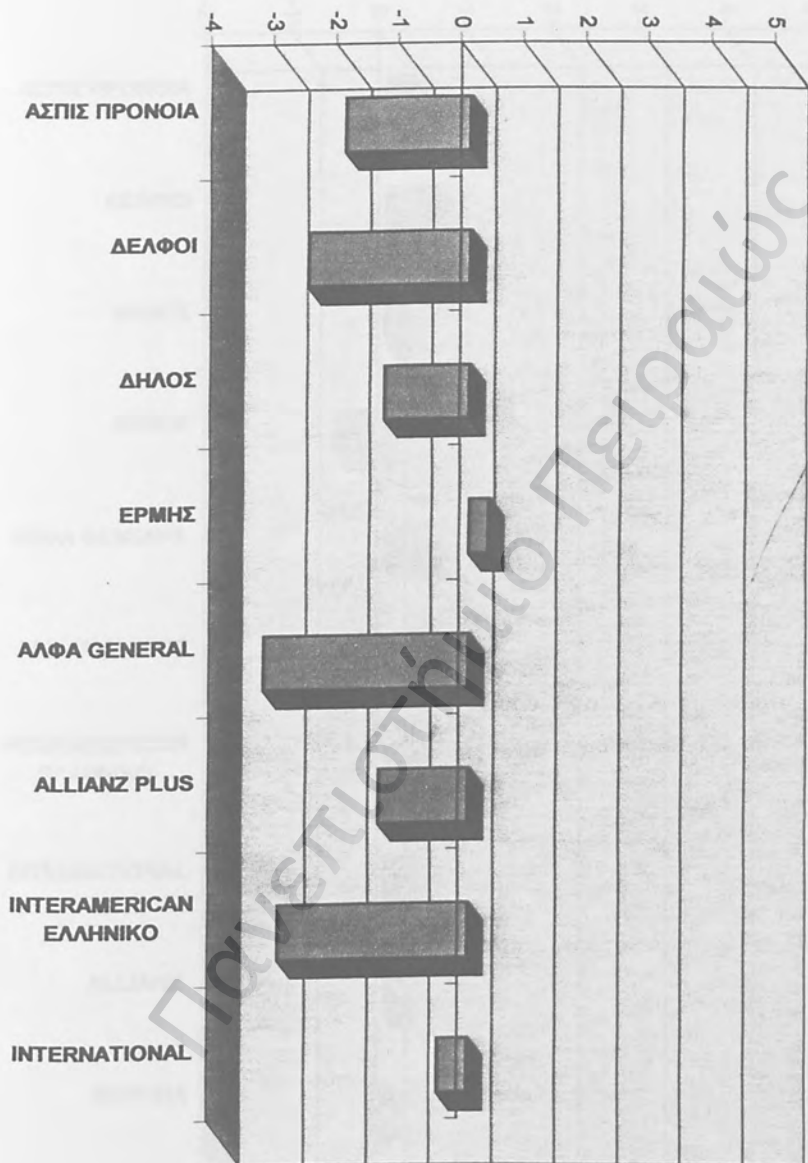 -4
-3
-2
-1
0
1
2
3
4
5
ΑΣΠΙΣ ΠΡΟΝΟΙΑ
ΔΕΛΦΟΙ
ΔΗΛΟΣ
ΕΡΜΗΣ
ΑΛΦΑ GENERAL
ALLIANZ PLUS
INTERAMERICAN
ΕΛΛΗΝΙΚΟ
INTERNATIONAL
Πανεπιστήμιο Πειραιώς